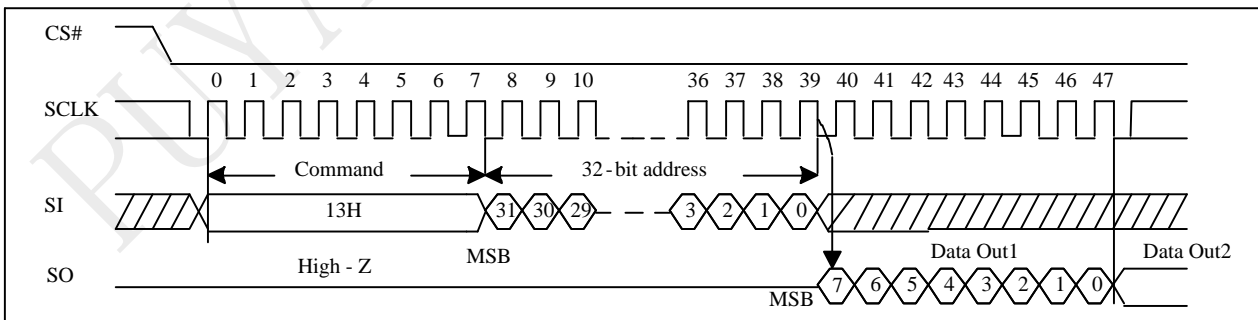 CS#
0 1 2 3 4 5 6 7 8 9 10 36 37 38 39 40 41 42 43 44 45 46 47
SCLK
Command 32-bit address
SI 13H 31 30 29 3 2 1 0
MSB Data Out1 Data Out2
SO High - Z
MSB 7 6 5 4 3 2 1 0
PUYA